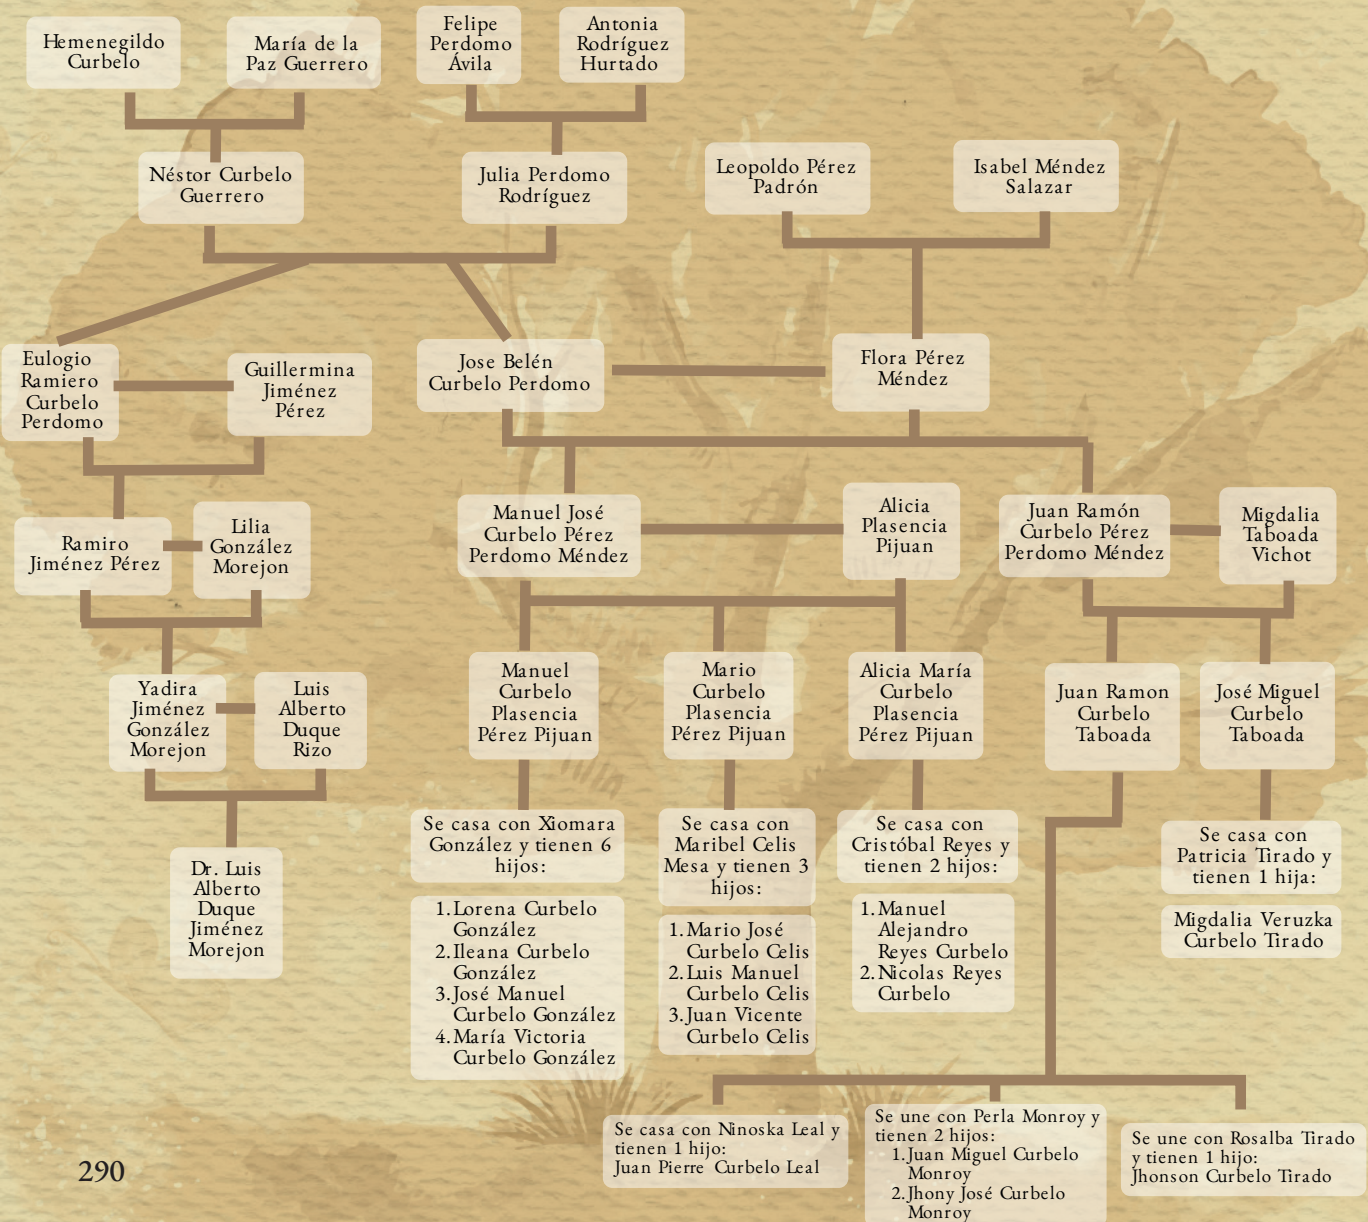 Hemenegildo
Curbelo
María de la
Paz Guerrero
Felipe
Perdomo
Ávila
Antonia
Rodríguez
Hurtado
Néstor Curbelo
Guerrero
Julia Perdomo
Rodríguez
Leopoldo Pérez
Padrón
Isabel Méndez
Salazar
Eulogio
Ramiero
Curbelo
Perdomo
Guillermina
Jiménez
Pérez
Jose Belén
Curbelo Perdomo
Flora Pérez
Méndez
Ramiro
Jiménez Pérez
Lilia
González
Morejon
Manuel José
Curbelo Pérez
Perdomo Méndez
Alicia
Plasencia
Pijuan
Juan Ramón
Curbelo Pérez
Perdomo Méndez
Migdalia
Taboada
Vichot
Yadira
Jiménez
González
Morejon
Luis
Alberto
Duque
Rizo
Manuel
Curbelo
Plasencia
Pérez Pijuan
Mario
Curbelo
Plasencia
Pérez Pijuan
Alicia María
Curbelo
Plasencia
Pérez Pijuan
Juan Ramon
Curbelo
Taboada
José Miguel
Curbelo
Taboada
Dr. Luis
Alberto
Duque
Jiménez
Morejon
Se casa con Xiomara
González y tienen 6
hijos:
1. Lorena Curbelo
González
2. Ileana Curbelo
González
3. José Manuel
Curbelo González
4. María Victoria
Curbelo González
Se casa con
Maribel Celis
Mesa y tienen 3
hijos:
1. Mario José
Curbelo Celis
2. Luis Manuel
Curbelo Celis
3. Juan Vicente
Curbelo Celis
Se casa con
Cristóbal Reyes y
tienen 2 hijos:
1. Manuel
Alejandro
Reyes Curbelo
2. Nicolas Reyes
Curbelo
Se casa con
Patricia Tirado y
tienen 1 hija:
Migdalia Veruzka
Curbelo Tirado
Se casa con Ninoska Leal y
tienen 1 hijo:
Juan Pierre Curbelo Leal
Se une con Perla Monroy y
tienen 2 hijos:
1. Juan Miguel Curbelo
Monroy
2. Jhony José Curbelo
Monroy
Se une con Rosalba Tirado
y tienen 1 hijo:
Jhonson Curbelo Tirado
290